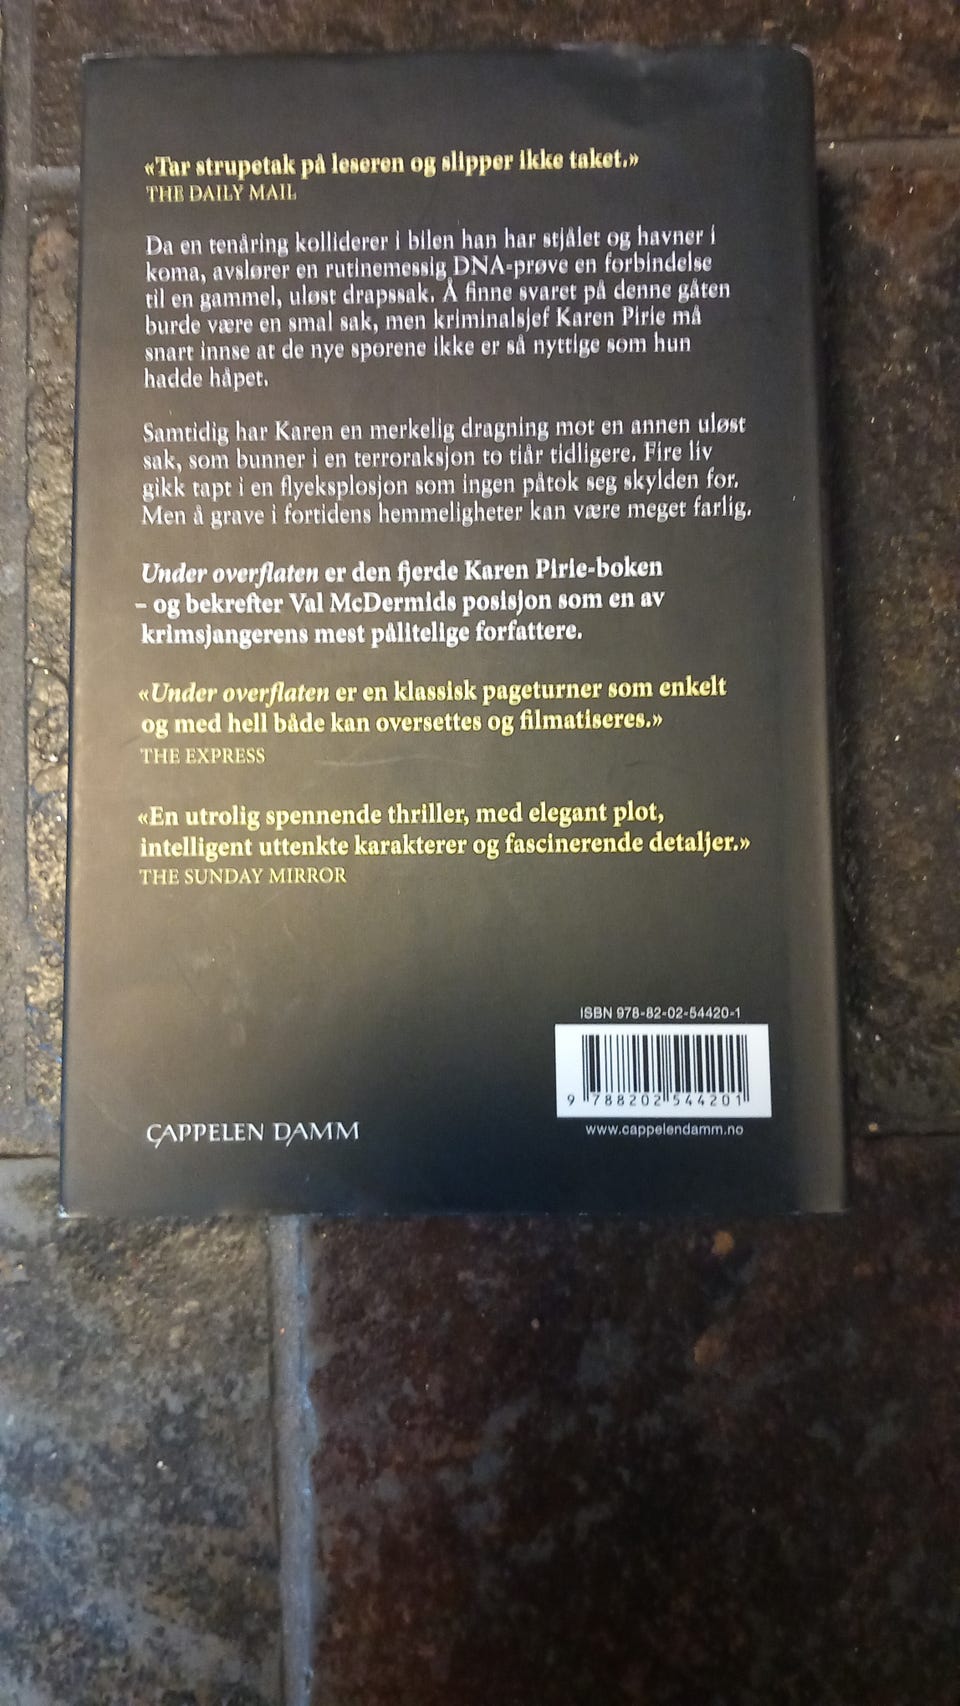 «Tar strupetak på leseren og slipper ikke taket.»
THE DAILY MAIL
Da en tenåring kolliderer i bilen han har stjålet og havner i
koma, avslører en rutinemessig DNA-prøve en forbindelse
til en gammel, uløst drapssak. Å finne svaret på denne gåten
burde være en smal sak, men kriminalsjef Karen Pirie må
snart innse at de nye sporene ikke er så nyttige som hun
hadde håpet.
Samtidig har Karen en merkelig dragning mot en annen uløst
sak, som bunner i en terroraksjon to tiår tidligere. Fire liv
gikk tapt i en flyeksplosjon som ingen påtok seg skylden for.
Men å grave i fortidens hemmeligheter kan være meget farlig.
Under overflaten er den fjerde Karen Pirie-boken
– og bekrefter Val McDermids posisjon som en av
krimsjangerens mest pålitelige forfattere.
«Under overflaten er en klassisk pageturner som enkelt
og med hell både kan oversettes og filmatiseres.»
THE EXPRESS
«En utrolig spennende thriller, med elegant plot,
intelligent uttenkte karakterer og fascinerende detaljer.»
THE SUNDAY MIRROR
ISBN 978-82-02-54420-1
9 788202 544201
www.cappelendamm.no
CAPPELEN DAMM